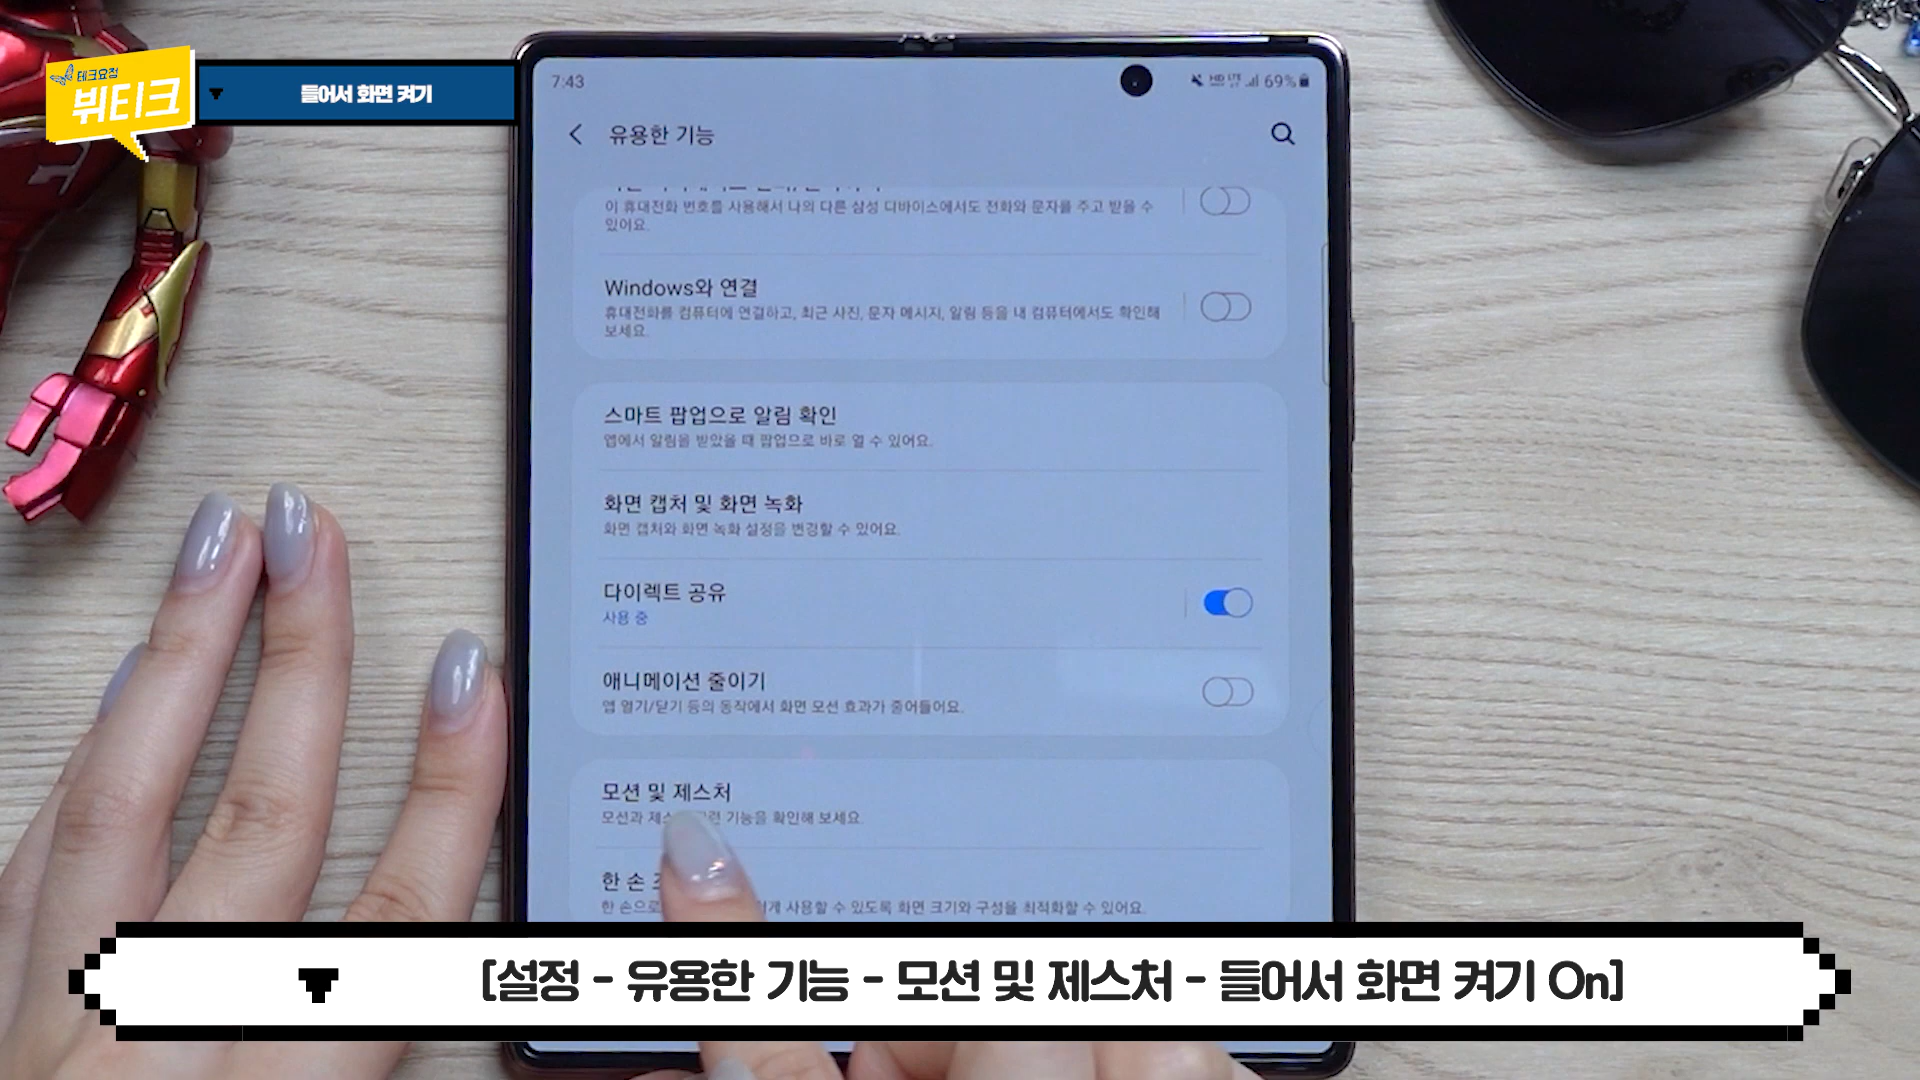 테크요정
뷔티크
들어서 화면 켜기
7:43
69%
유용한 기능
이 휴대전화 번호를 사용해서 나의 다른 삼성 디바이스에서도 전화와 문자를 주고 받을 수
있어요.
Windows와 연결
휴대전화를 컴퓨터에 연결하고, 최근 사진, 문자 메시지, 알림 등을 내 컴퓨터에서도 확인해
보세요.
스마트 팝업으로 알림 확인
앱에서 알림을 받았을 때 팝업으로 바로 열 수 있어요.
화면 캡처 및 화면 녹화
화면 캡처와 화면 녹화 설정을 변경할 수 있어요.
다이렉트 공유
사용 중
애니메이션 줄이기
앱 열기/닫기 등의 동작에서 화면 모션 효과가 줄어들어요.
모션 및 제스처
모션과 기능을 확인해 보세요.
한 손
한 손으로 사용할 수 있도록 화면 크기와 구성을 최적화할 수 있어요.
[설정 - 유용한 기능 - 모션 및 제스처 - 들어서 화면 켜기 On]